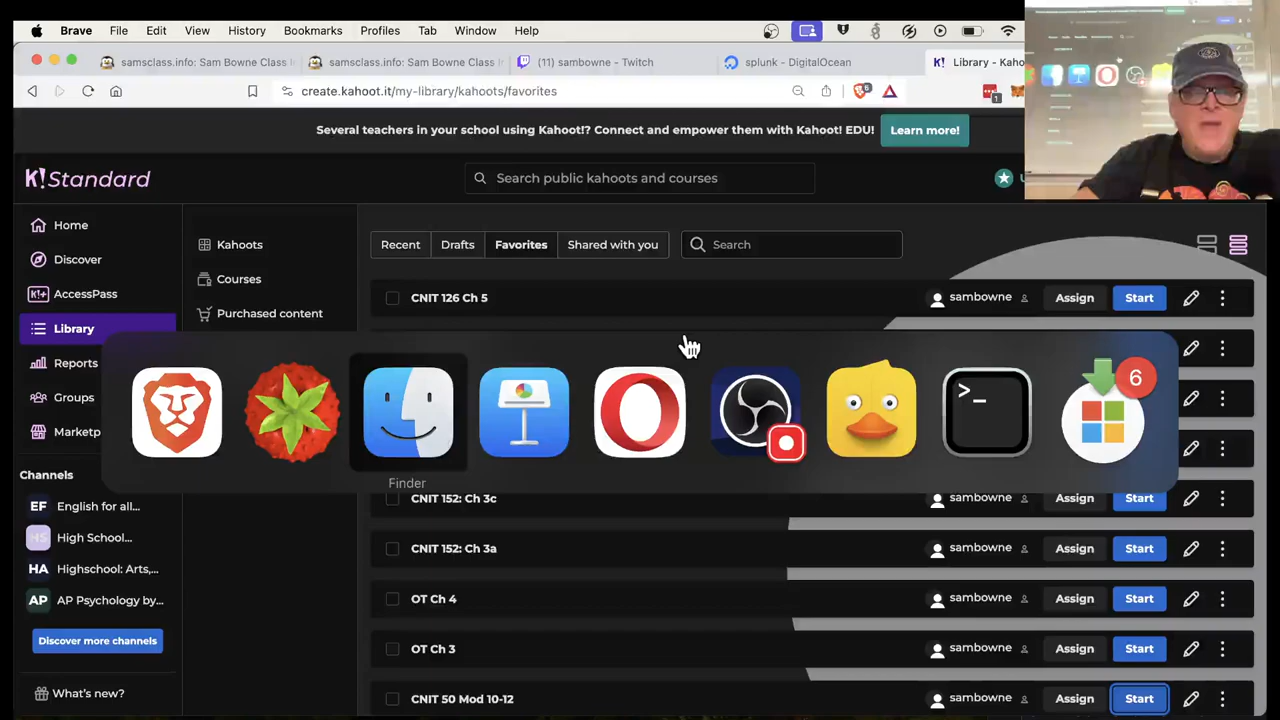 Brave File Edit View History Bookmarks Profiles Tab Window Help
samsclass.info: Sam Bowne Class samsclass.info: Sam Bowne Class (11) sambowne - Twitch splunk - DigitalOcean K! Library - Kaho
create.kahoot.it/my-library/kahoots/favorites 6 1
Several teachers in your school using Kahoot!? Connect and empower them with Kahoot! EDU! Learn more!
K!Standard Search public kahoots and courses
Home
Discover
K!+ AccessPass
Library
Reports
Groups
Marketp
Channels
EF English for all...
HS High School...
HA Highschool: Arts,...
AP AP Psychology by...
Discover more channels
What's new?
Kahoots
Courses
Purchased content
Recent Drafts Favorites Shared with you Search
CNIT 126 Ch 5 sambowne Assign Start
>_ 6
Finder
CNIT 152: Ch 3c sambowne Assign Start
CNIT 152: Ch 3a sambowne Assign Start
OT Ch 4 sambowne Assign Start
OT Ch 3 sambowne Assign Start
CNIT 50 Mod 10-12 sambowne Assign Start